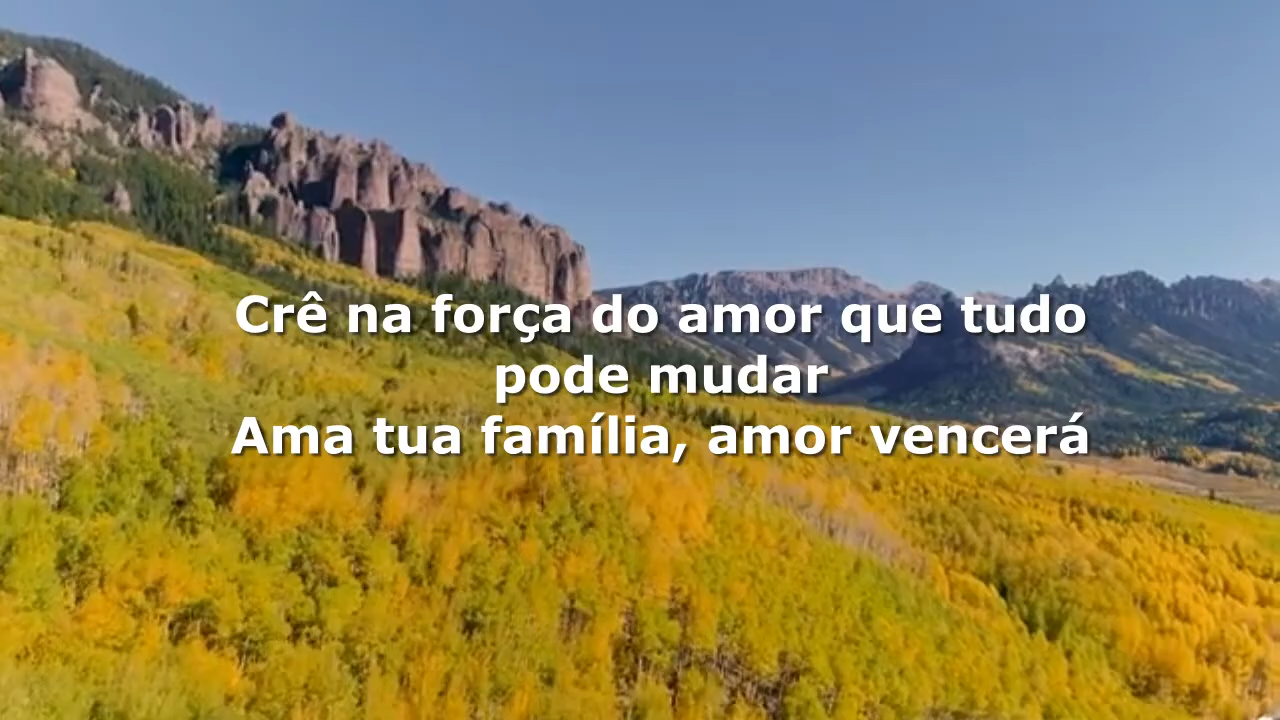 Crê na força do amor que tudo
pode mudar
Ama tua família, amor vencerá